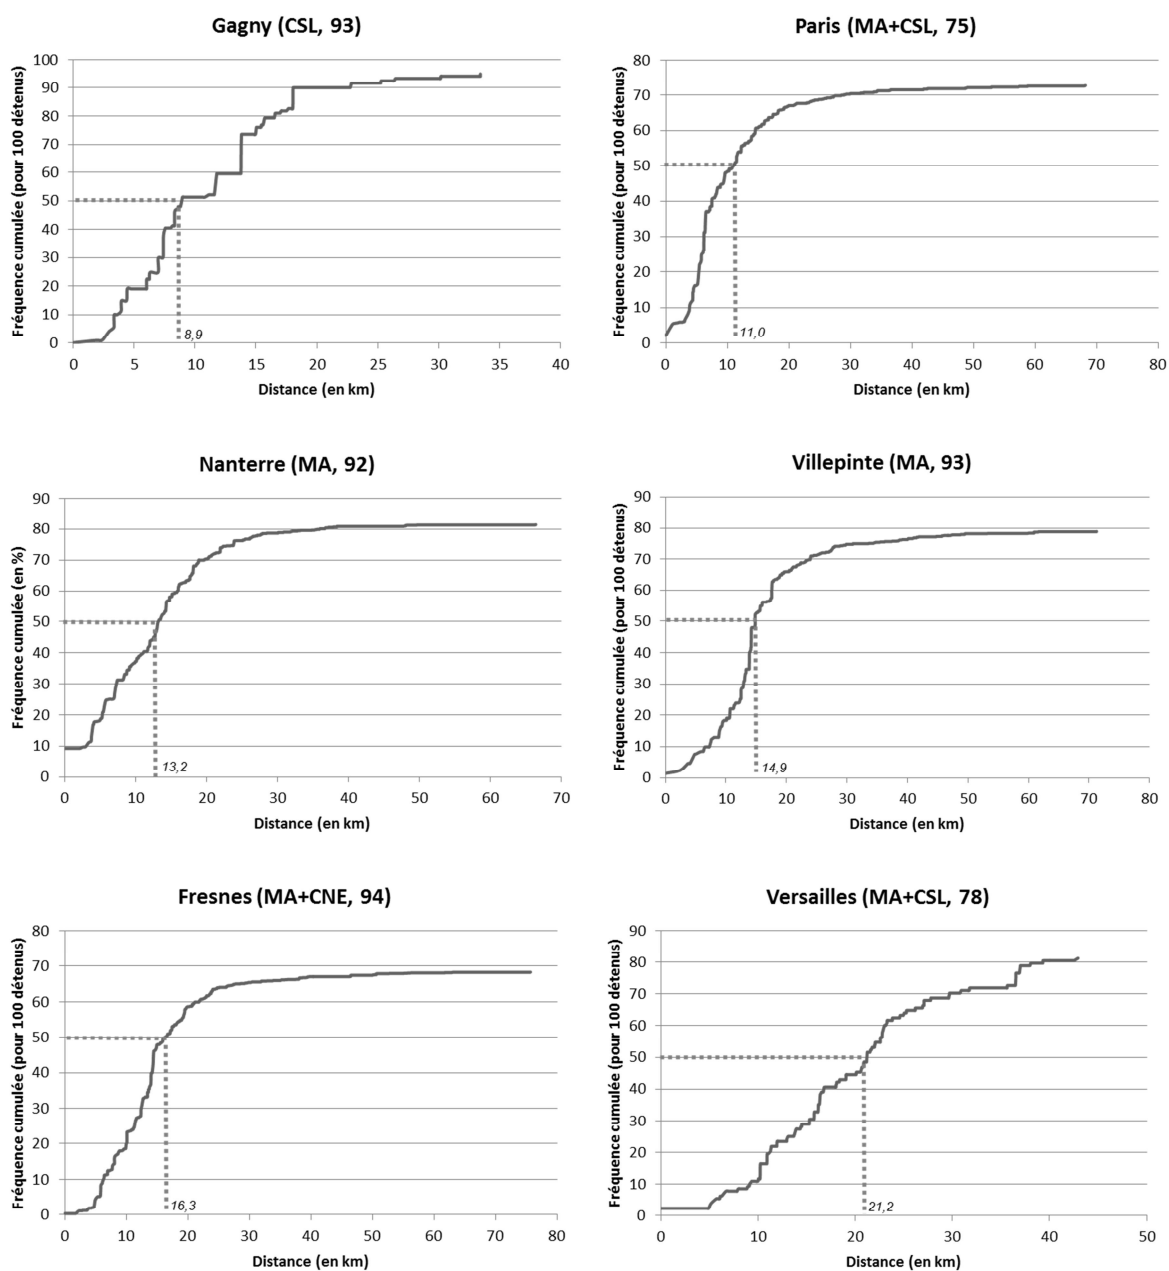 Gagny (CSL, 93)
Fréquence cumulée (pour 100 détenus)
100
90
80
70
60
50
40
30
20
10
0
8,9
0 5 10 15 20 25 30 35 40
Distance (en km)
Paris (MA+CSL, 75)
Fréquence cumulée (pour 100 détenus)
80
70
60
50
40
30
20
10
0
11,0
0 10 20 30 40 50 60 70 80
Distance (en km)
Nanterre (MA, 92)
Fréquence cumulée (en %)
90
80
70
60
50
40
30
20
10
0
13,2
0 10 20 30 40 50 60 70
Distance (en km)
Villepinte (MA, 93)
Fréquence cumulée (pour 100 détenus)
90
80
70
60
50
40
30
20
10
0
14,9
0 10 20 30 40 50 60 70 80
Distance (en km)
Fresnes (MA+CNE, 94)
Fréquence cumulée (pour 100 détenus)
80
70
60
50
40
30
20
10
0
16,3
0 10 20 30 40 50 60 70 80
Distance (en km)
Versailles (MA+CSL, 78)
Fréquence cumulée (pour 100 détenus)
90
80
70
60
50
40
30
20
10
0
21,2
0 10 20 30 40 50
Distance (en km)